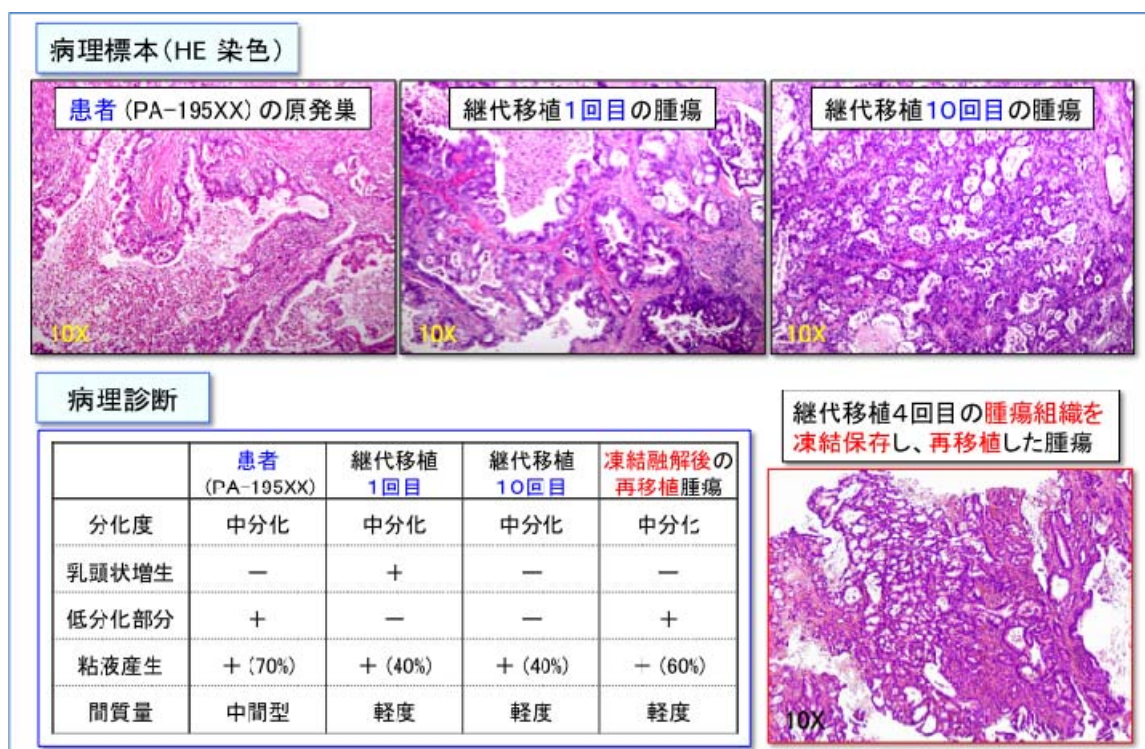 病理標本(HE 染色)
患者 (PA-195XX) の原発巣
継代移植1回目の腫瘍
継代移植10回目の腫瘍
10X
10X
10X
病理診断
継代移植4回目の腫瘍組織を
凍結保存し、再移植した腫瘍
患者 継代移植 継代移植 凍結融解後の
(PA-195XX) 1回目 10回目 再移植腫瘍
分化度 中分化 中分化 中分化 中分化
乳頭状増生 － ＋ － －
低分化部分 ＋ － － ＋
粘液産生 ＋ (70%) ＋ (40%) ＋ (40%) － (60%)
間質量 中間型 軽度 軽度 軽度
10X